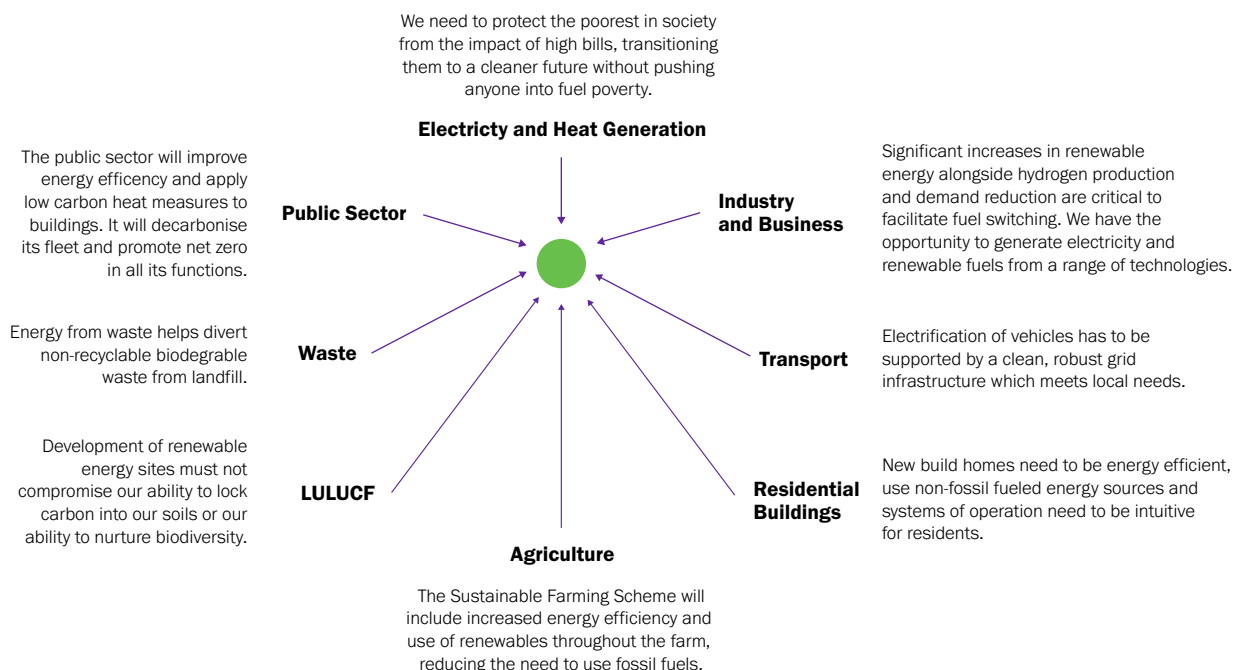 We need to protect the poorest in society
from the impact of high bills, transitioning
them to a cleaner future without pushing
anyone into fuel poverty.
Electricty and Heat Generation
The public sector will improve
energy efficency and apply
low carbon heat measures to
buildings. It will decarbonise
its fleet and promote net zero
in all its functions.
Public Sector
Industry
and Business
Significant increases in renewable
energy alongside hydrogen production
and demand reduction are critical to
facilitate fuel switching. We have the
opportunity to generate electricity and
renewable fuels from a range of technologies.
Energy from waste helps divert
non-recyclable biodegrable
waste from landfill.
Waste
Transport
Electrification of vehicles has to be
supported by a clean, robust grid
infrastructure which meets local needs.
Development of renewable
energy sites must not
compromise our ability to lock
carbon into our soils or our
ability to nurture biodiversity.
LULUCF
Residential
Buildings
New build homes need to be energy efficient,
use non-fossil fueled energy sources and
systems of operation need to be intuitive
for residents.
Agriculture
The Sustainable Farming Scheme will
include increased energy efficiency and
use of renewables throughout the farm,
reducing the need to use fossil fuels.